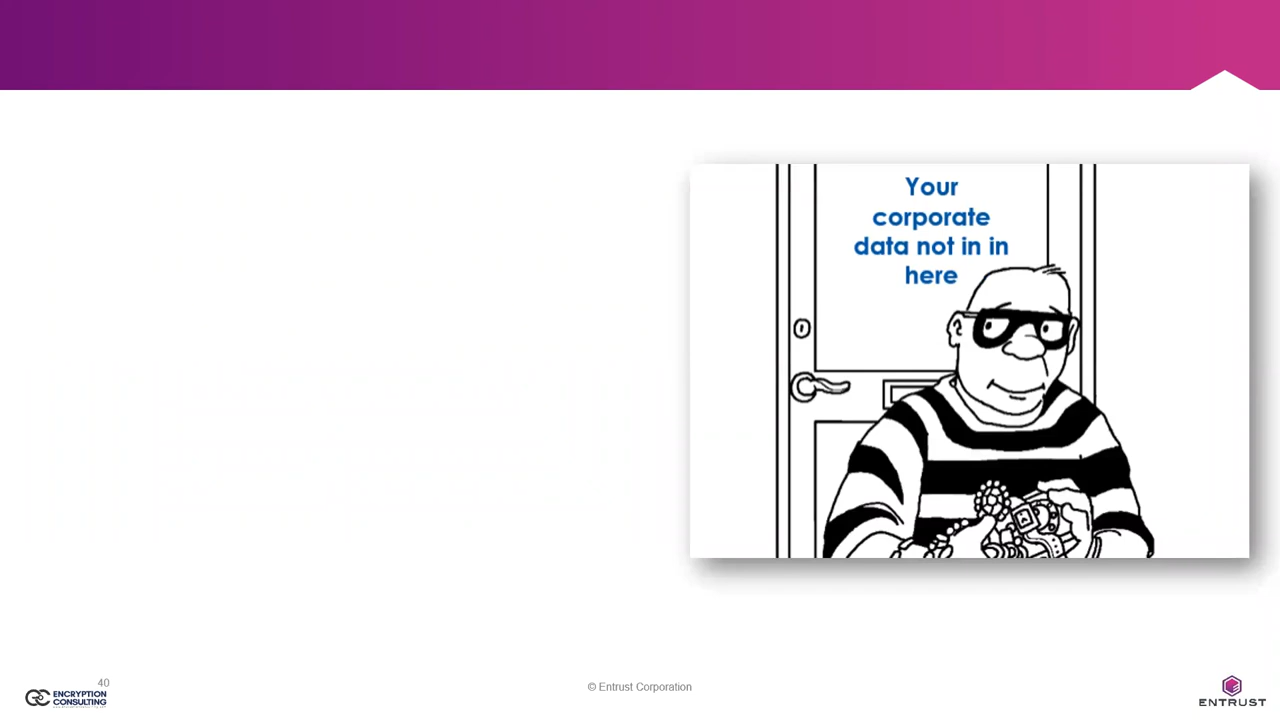 Your
corporate
data not in in
here
40
ENCRYPTION
CONSULTING
© Entrust Corporation
ENTRUST